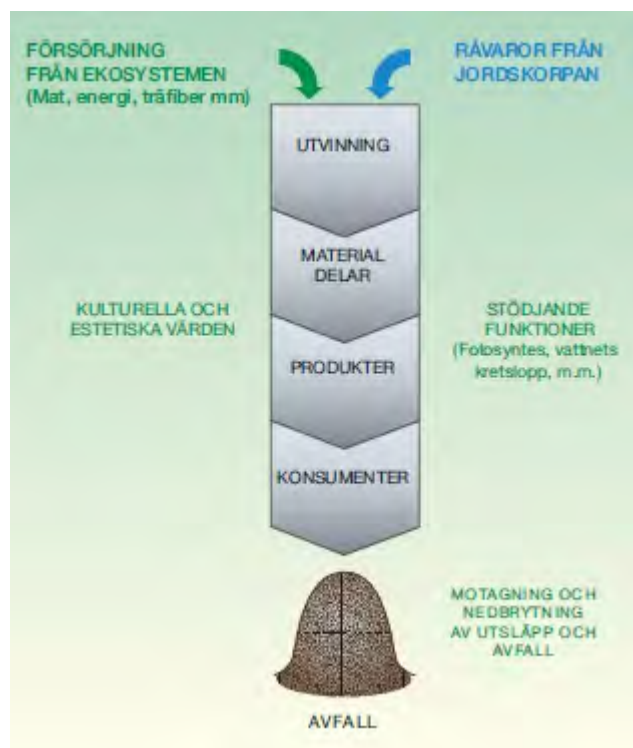 FÖRSÖRJNING
FRÅN EKOSYSTEMEN
(Mat, energi, träfiber mm)
RÅVAROR FRÅN
JORDSKORPAN
UTVINNING
MATERIAL
DELAR
KULTURELLA OCH
ESTETISKA VÄRDEN
STÖDJANDE
FUNKTIONER
(Fotosyntes, vattnets
kretslopp, m.m.)
PRODUKTER
KONSUMENTER
MOTAGNING OCH
NEDBRYTNING
AV UTSLÄPP OCH
AVFALL
AVFALL